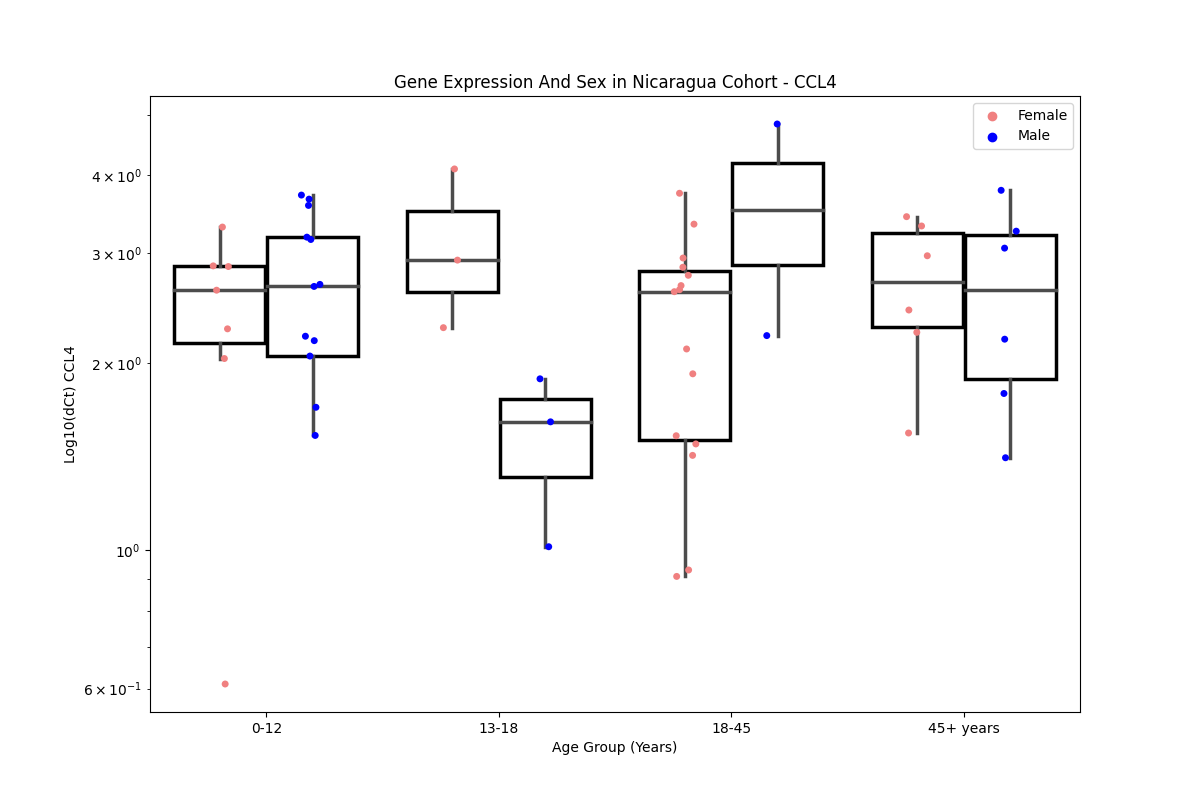 Gene Expression And Sex in Nicaragua Cohort - CCL4
Female
Male
4 × 10⁰
3 × 10⁰
2 × 10⁰
10⁰
6 × 10⁻¹
Log10(dCt) CCL4
0-12
13-18
18-45
45+ years
Age Group (Years)